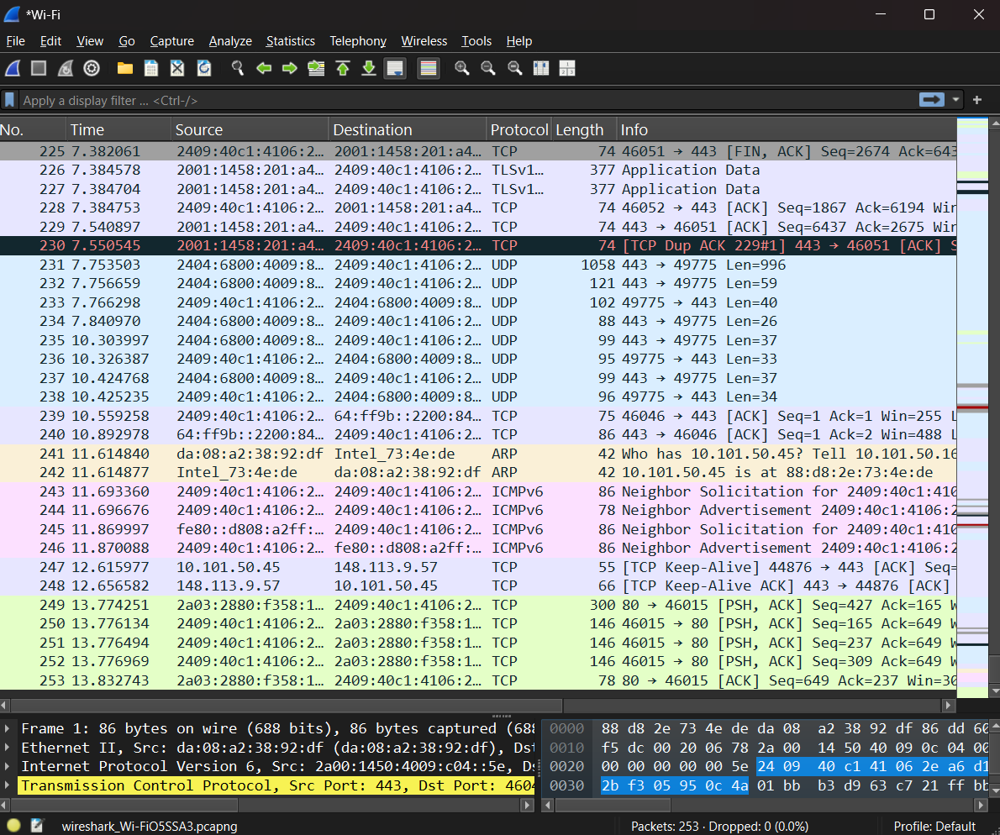 *Wi-Fi
File Edit View Go Capture Analyze Statistics Telephony Wireless Tools Help
Apply a display filter ... <Ctrl-/>
No. Time Source Destination Protocol Length Info
225 7.382061 2409:40c1:4106:2… 2001:1458:201:a4… TCP 74 46051 → 443 [FIN, ACK] Seq=2674 Ack=643
226 7.384578 2001:1458:201:a4… 2409:40c1:4106:2… TLSv1… 377 Application Data
227 7.384704 2001:1458:201:a4… 2409:40c1:4106:2… TLSv1… 377 Application Data
228 7.384753 2409:40c1:4106:2… 2001:1458:201:a4… TCP 74 46052 → 443 [ACK] Seq=1867 Ack=6194 Win
229 7.540897 2001:1458:201:a4… 2409:40c1:4106:2… TCP 74 443 → 46051 [ACK] Seq=6437 Ack=2675 Win
230 7.550545 2001:1458:201:a4… 2409:40c1:4106:2… TCP 74 [TCP Dup ACK 229#1] 443 → 46051 [ACK] S
231 7.753503 2404:6800:4009:8… 2409:40c1:4106:2… UDP 1058 443 → 49775 Len=996
232 7.756659 2404:6800:4009:8… 2409:40c1:4106:2… UDP 121 443 → 49775 Len=59
233 7.766298 2409:40c1:4106:2… 2404:6800:4009:8… UDP 102 49775 → 443 Len=40
234 7.840970 2404:6800:4009:8… 2409:40c1:4106:2… UDP 88 443 → 49775 Len=26
235 10.303997 2404:6800:4009:8… 2409:40c1:4106:2… UDP 99 443 → 49775 Len=37
236 10.326387 2409:40c1:4106:2… 2404:6800:4009:8… UDP 95 49775 → 443 Len=33
237 10.424768 2404:6800:4009:8… 2409:40c1:4106:2… UDP 99 443 → 49775 Len=37
238 10.425235 2409:40c1:4106:2… 2404:6800:4009:8… UDP 96 49775 → 443 Len=34
239 10.559258 2409:40c1:4106:2… 64:ff9b::2200:84… TCP 75 46046 → 443 [ACK] Seq=1 Ack=1 Win=255 L
240 10.892978 64:ff9b::2200:84… 2409:40c1:4106:2… TCP 86 443 → 46046 [ACK] Seq=1 Ack=2 Win=488 L
241 11.614840 da:08:a2:38:92:df Intel_73:4e:de ARP 42 Who has 10.101.50.45? Tell 10.101.50.16
242 11.614877 Intel_73:4e:de da:08:a2:38:92:df ARP 42 10.101.50.45 is at 88:d8:2e:73:4e:de
243 11.693360 2409:40c1:4106:2… 2409:40c1:4106:2… ICMPv6 86 Neighbor Solicitation for 2409:40c1:410
244 11.696676 2409:40c1:4106:2… 2409:40c1:4106:2… ICMPv6 78 Neighbor Advertisement 2409:40c1:4106:2
245 11.869997 fe80::d808:a2ff:… 2409:40c1:4106:2… ICMPv6 86 Neighbor Solicitation for 2409:40c1:410
246 11.870088 2409:40c1:4106:2… fe80::d808:a2ff:… ICMPv6 86 Neighbor Advertisement 2409:40c1:4106:2
247 12.615977 10.101.50.45 148.113.9.57 TCP 55 [TCP Keep-Alive] 44876 → 443 [ACK] Seq=
248 12.656582 148.113.9.57 10.101.50.45 TCP 66 [TCP Keep-Alive ACK] 443 → 44876 [ACK]
249 13.774251 2a03:2880:f358:1… 2409:40c1:4106:2… TCP 300 80 → 46015 [PSH, ACK] Seq=427 Ack=165 W
250 13.776134 2409:40c1:4106:2… 2a03:2880:f358:1… TCP 146 46015 → 80 [PSH, ACK] Seq=165 Ack=649 W
251 13.776494 2409:40c1:4106:2… 2a03:2880:f358:1… TCP 146 46015 → 80 [PSH, ACK] Seq=237 Ack=649 W
252 13.776969 2409:40c1:4106:2… 2a03:2880:f358:1… TCP 146 46015 → 80 [PSH, ACK] Seq=309 Ack=649 W
253 13.832743 2a03:2880:f358:1… 2409:40c1:4106:2… TCP 78 80 → 46015 [ACK] Seq=649 Ack=237 Win=30
Frame 1: 86 bytes on wire (688 bits), 86 bytes captured (688
Ethernet II, Src: da:08:a2:38:92:df (da:08:a2:38:92:df), Dst
Internet Protocol Version 6, Src: 2a00:1450:4009:c04::5e, Ds
Transmission Control Protocol, Src Port: 443, Dst Port: 4604
0000 88 d8 2e 73 4e de da 08 a2 38 92 df 86 dd 60
0010 f5 dc 00 20 06 78 2a 00 14 50 40 09 0c 04 00
0020 00 00 00 00 00 5e 24 09 40 c1 41 06 2e a6 d1
0030 2b f3 05 95 0c 4a 01 bb b3 d9 63 c7 21 ff bb
wireshark_Wi-FiO5SSA3.pcapng
Packets: 253 · Dropped: 0 (0.0%)
Profile: Default